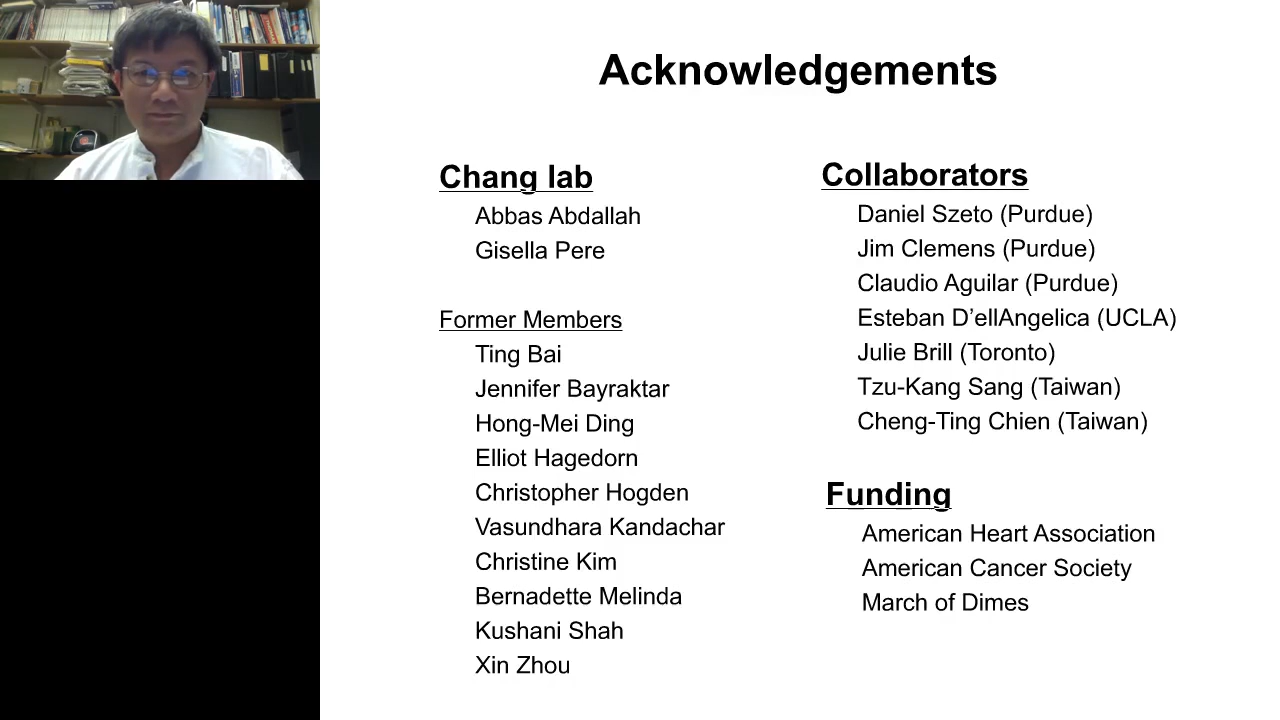 Acknowledgements
Chang lab
Abbas Abdallah
Gisella Pere
Former Members
Ting Bai
Jennifer Bayraktar
Hong-Mei Ding
Elliot Hagedorn
Christopher Hogden
Vasundhara Kandachar
Christine Kim
Bernadette Melinda
Kushani Shah
Xin Zhou
Collaborators
Daniel Szeto (Purdue)
Jim Clemens (Purdue)
Claudio Aguilar (Purdue)
Esteban D’ellAngelica (UCLA)
Julie Brill (Toronto)
Tzu-Kang Sang (Taiwan)
Cheng-Ting Chien (Taiwan)
Funding
American Heart Association
American Cancer Society
March of Dimes